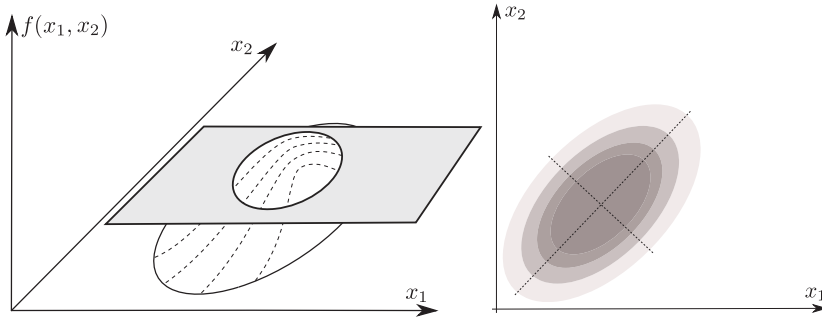 f(x₁, x₂)
x₂
x₁
x₂
x₁